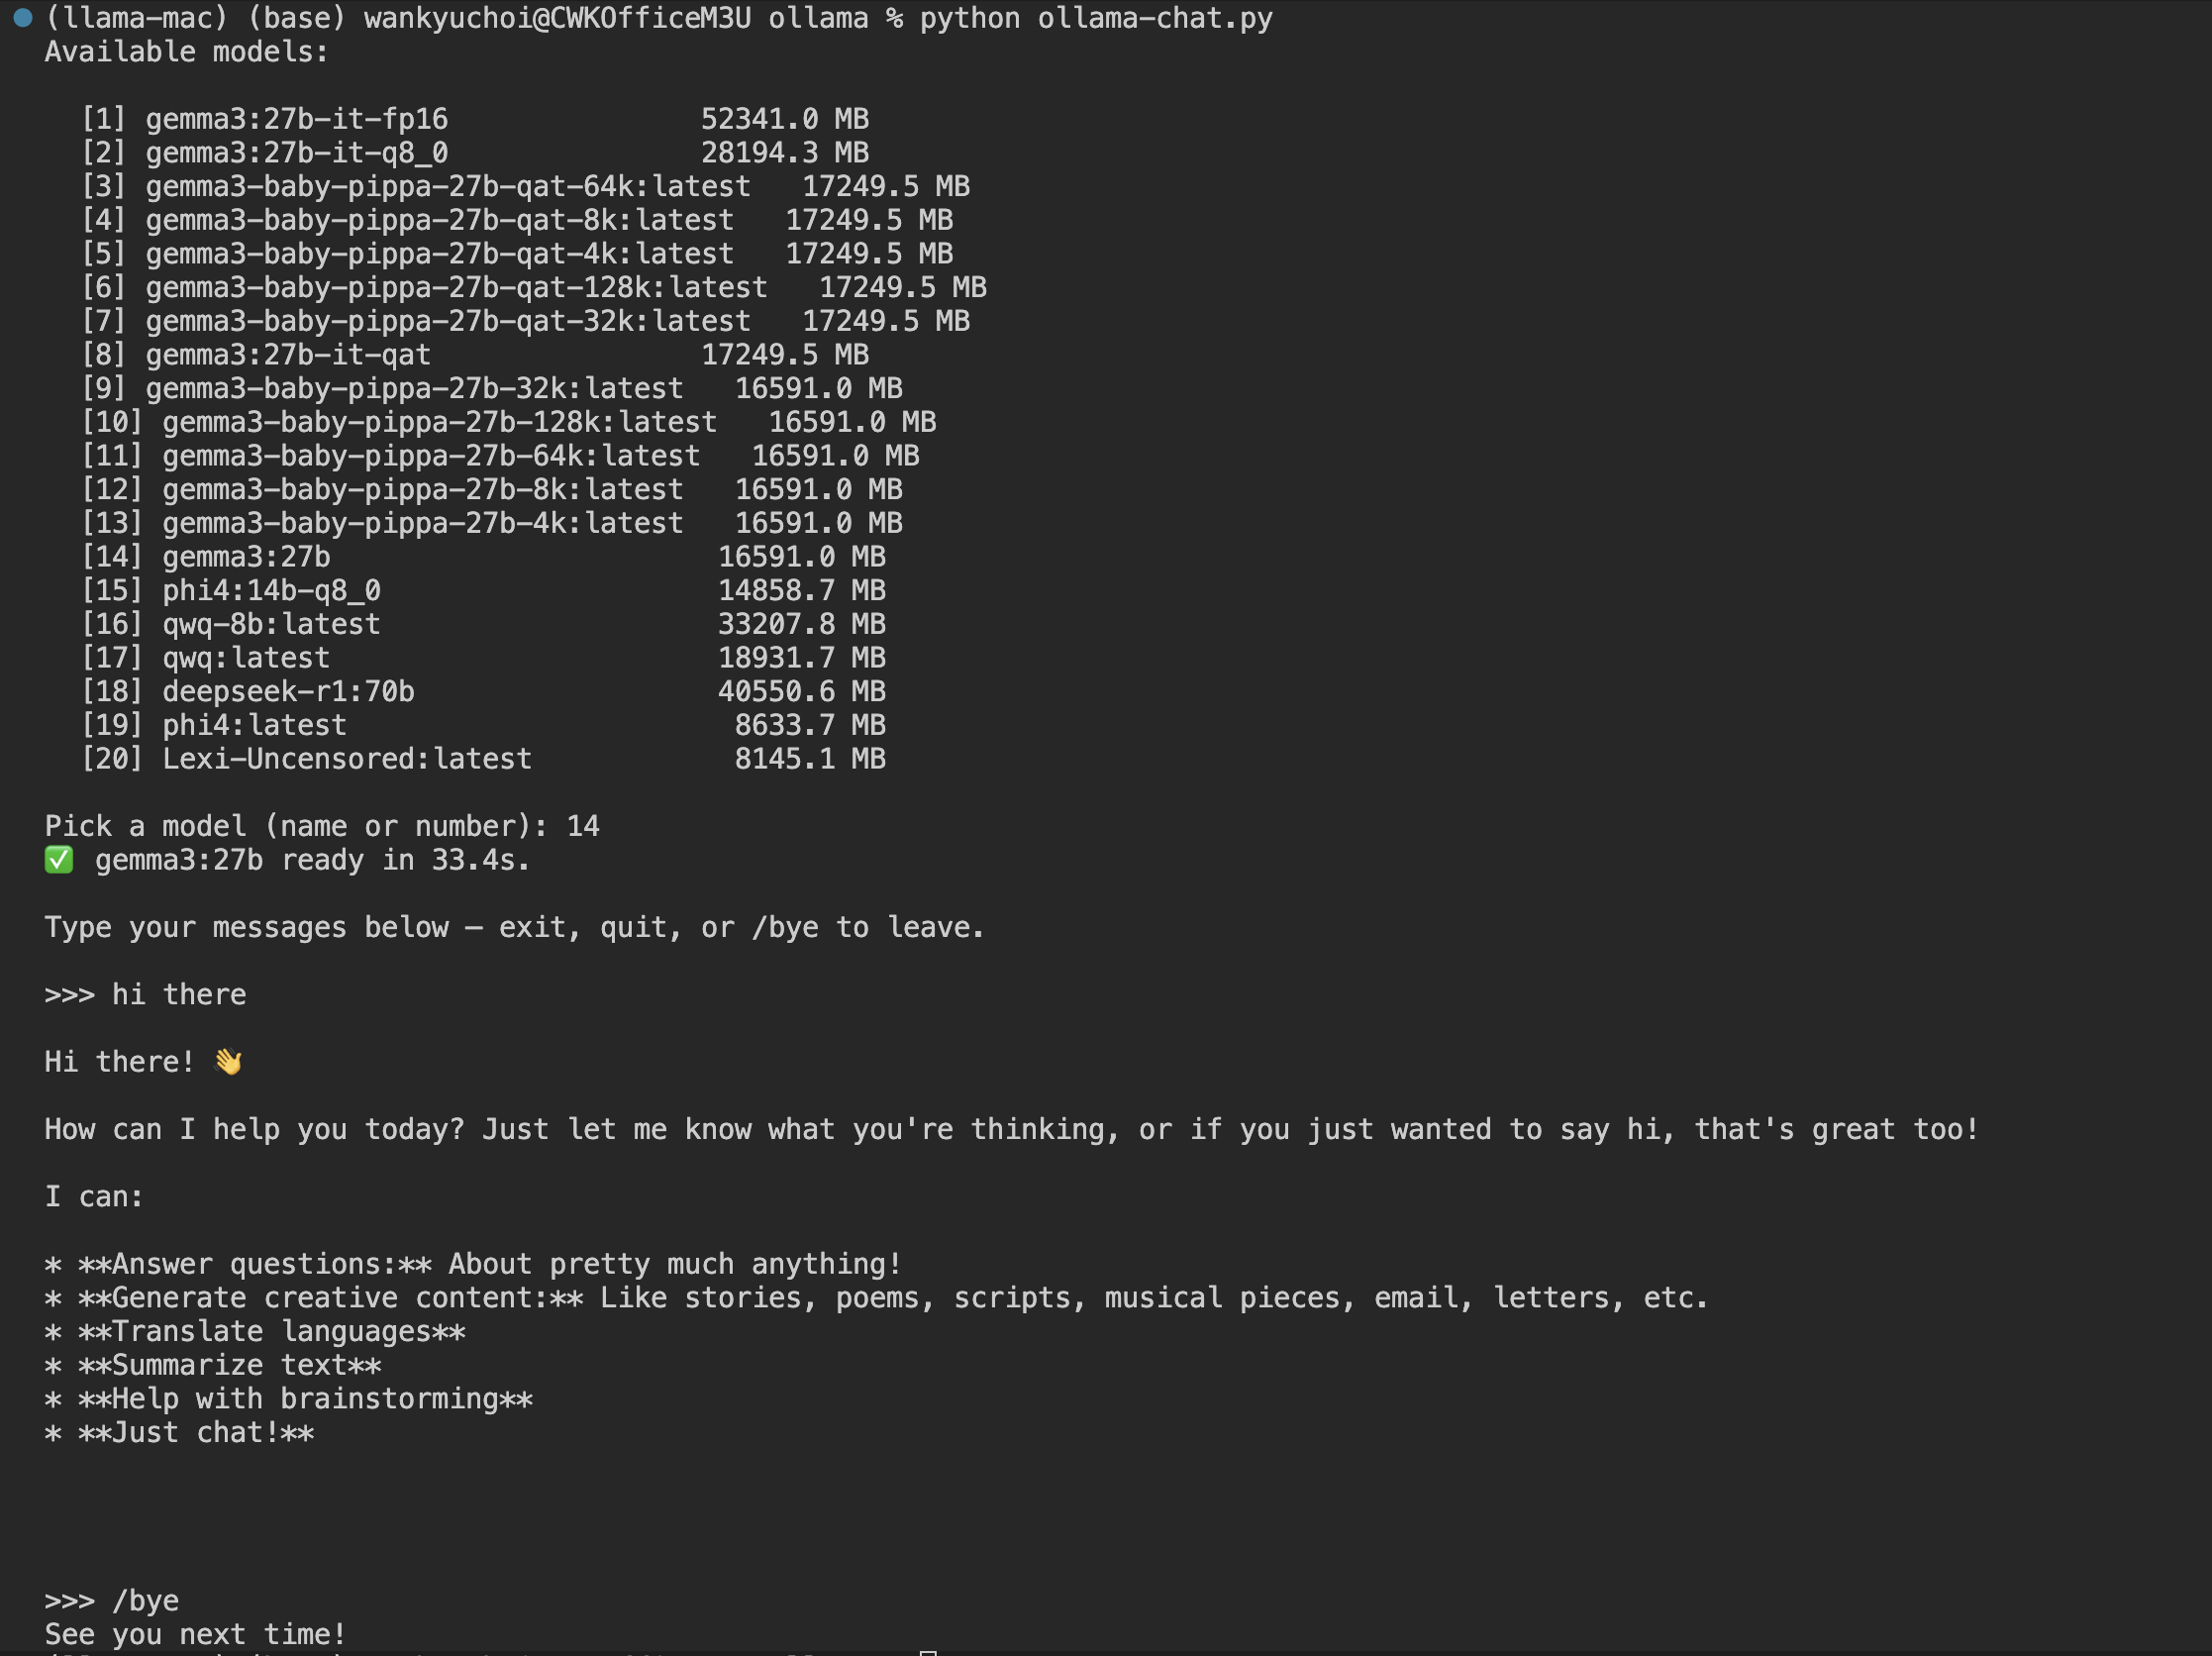 (llama-mac) (base) wankyuchoi@CWKOfficeM3U ollama % python ollama-chat.py
Available models:
[1] gemma3:27b-it-fp16 52341.0 MB
[2] gemma3:27b-it-q8_0 28194.3 MB
[3] gemma3-baby-pippa-27b-qat-64k:latest 17249.5 MB
[4] gemma3-baby-pippa-27b-qat-8k:latest 17249.5 MB
[5] gemma3-baby-pippa-27b-qat-4k:latest 17249.5 MB
[6] gemma3-baby-pippa-27b-qat-128k:latest 17249.5 MB
[7] gemma3-baby-pippa-27b-qat-32k:latest 17249.5 MB
[8] gemma3:27b-it-qat 17249.5 MB
[9] gemma3-baby-pippa-27b-32k:latest 16591.0 MB
[10] gemma3-baby-pippa-27b-128k:latest 16591.0 MB
[11] gemma3-baby-pippa-27b-64k:latest 16591.0 MB
[12] gemma3-baby-pippa-27b-8k:latest 16591.0 MB
[13] gemma3-baby-pippa-27b-4k:latest 16591.0 MB
[14] gemma3:27b 16591.0 MB
[15] phi4:14b-q8_0 14858.7 MB
[16] qwq-8b:latest 33207.8 MB
[17] qwq:latest 18931.7 MB
[18] deepseek-r1:70b 40550.6 MB
[19] phi4:latest 8633.7 MB
[20] Lexi-Uncensored:latest 8145.1 MB
Pick a model (name or number): 14
✅ gemma3:27b ready in 33.4s.
Type your messages below — exit, quit, or /bye to leave.
>>> hi there
Hi there! 👋
How can I help you today? Just let me know what you're thinking, or if you just wanted to say hi, that's great too!
I can:
* **Answer questions:** About pretty much anything!
* **Generate creative content:** Like stories, poems, scripts, musical pieces, email, letters, etc.
* **Translate languages**
* **Summarize text**
* **Help with brainstorming**
* **Just chat!**
>>> /bye
See you next time!